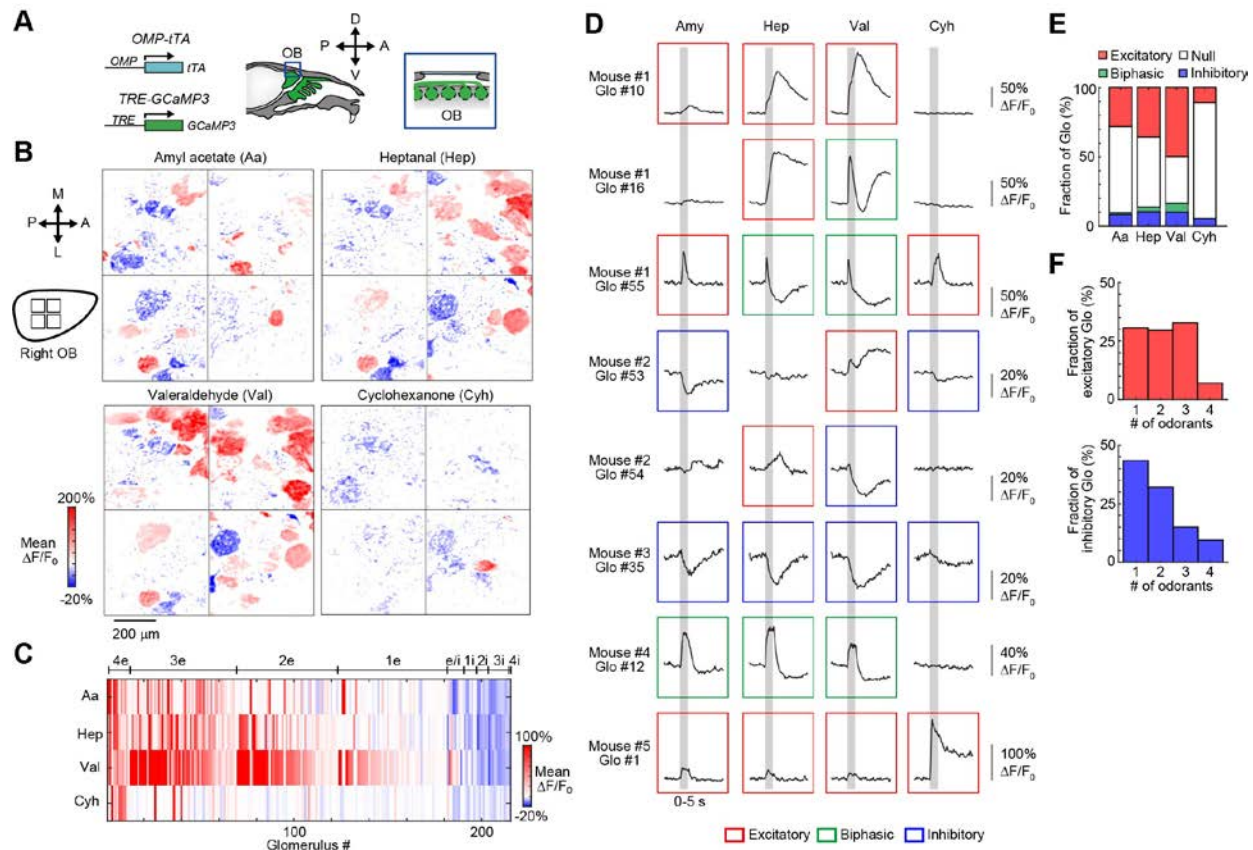 A
OMP-tTA
OMP
tTA
TRE-GCaMP3
TRE
GCaMP3
OB
D
P
A
V
OB
B
M
P
A
L
Right OB
Amyl acetate (Aa)
Heptanal (Hep)
Valeraldehyde (Val)
Cyclohexanone (Cyh)
200%
Mean
ΔF/F0
-20%
200 μm
C
4e
3e
2e
1e
e/i
1i
2i
3i
4i
Aa
Hep
Val
Cyh
100
200
Glomerulus #
100%
Mean
ΔF/F0
-20%
D
Amy
Hep
Val
Cyh
Mouse #1
Glo #10
50%
ΔF/F0
Mouse #1
Glo #16
50%
ΔF/F0
Mouse #1
Glo #55
50%
ΔF/F0
Mouse #2
Glo #53
20%
ΔF/F0
Mouse #2
Glo #54
20%
ΔF/F0
Mouse #3
Glo #35
20%
ΔF/F0
Mouse #4
Glo #12
40%
ΔF/F0
Mouse #5
Glo #1
100%
ΔF/F0
0-5 s
Excitatory
Biphasic
Inhibitory
E
Excitatory
Null
Biphasic
Inhibitory
Fraction of Glo (%)
100
50
0
Aa
Hep
Val
Cyh
F
Fraction of
excitatory Glo (%)
50
25
0
1
2
3
4
# of odorants
Fraction of
inhibitory Glo (%)
50
25
0
1
2
3
4
# of odorants